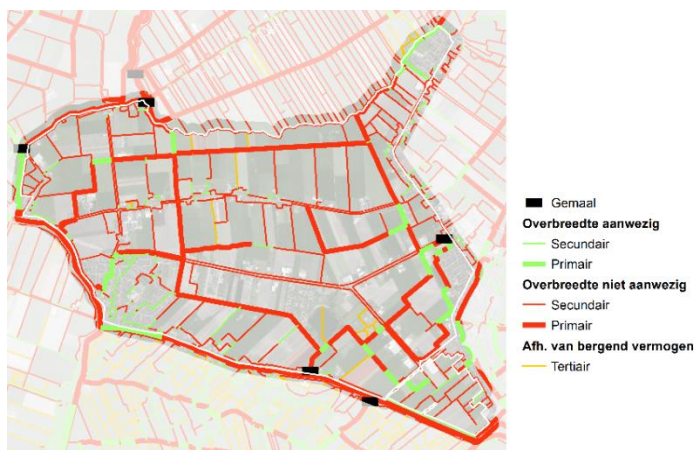 Gemaal
Overbreedte aanwezig
Secundair
Primair
Overbreedte niet aanwezig
Secundair
Primair
Afh. van bergend vermogen
Tertiair